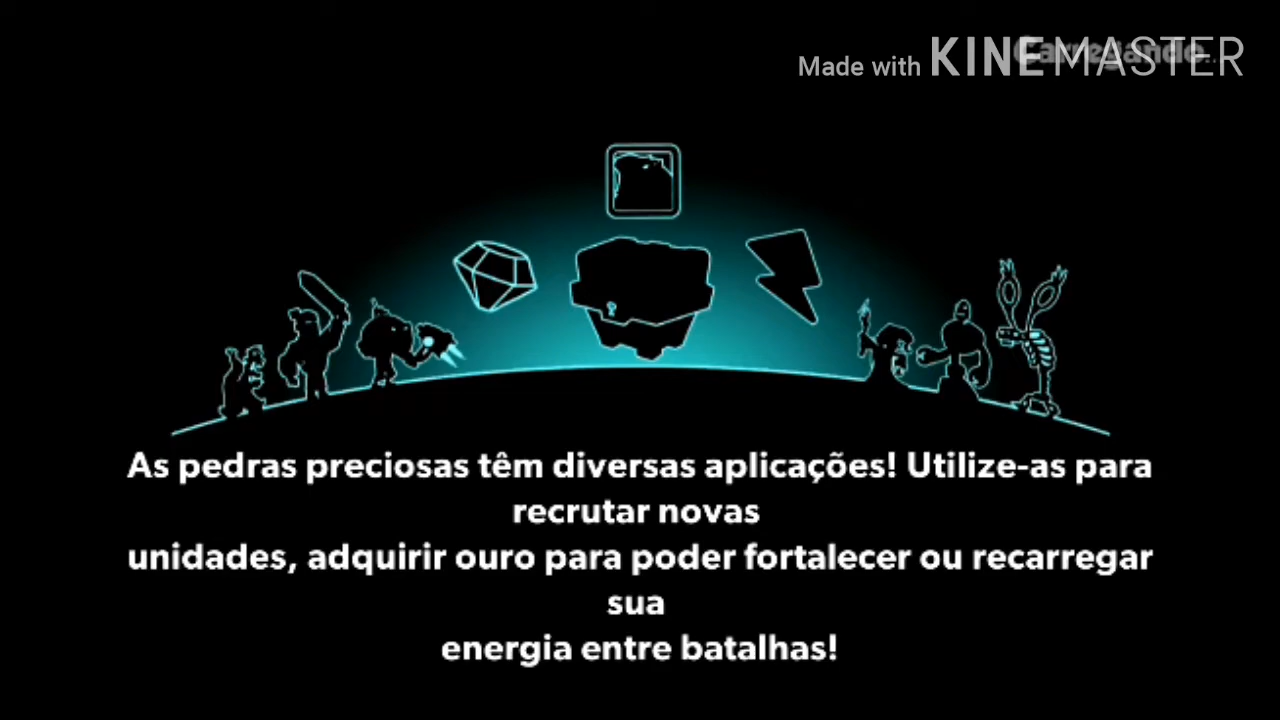 Carregando...
Made with KINEMASTER
As pedras preciosas têm diversas aplicações! Utilize-as para
recrutar novas
unidades, adquirir ouro para poder fortalecer ou recarregar
sua
energia entre batalhas!